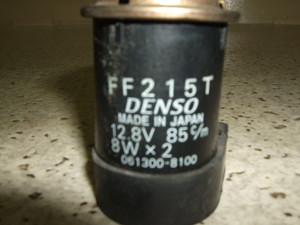 FF215T
DENSO
MADE IN JAPAN
12.8V 85c/m
8W×2
061300-8100